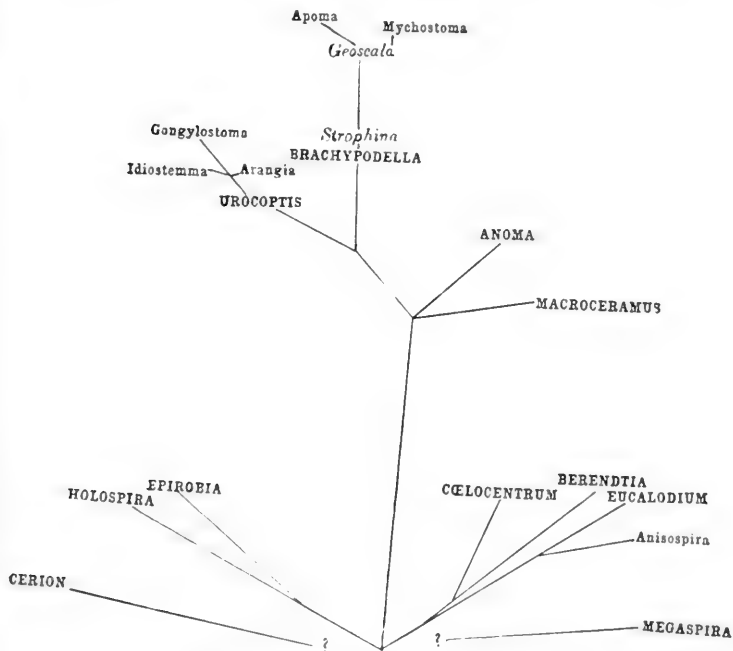 Apoma
Mychostoma
Geoscala
Gongylostoma
Strophina
BRACHYPODELLA
Idiostemma
Arangia
UROCOPTIS
ANOMA
MACROCERAMUS
EPIROBIA
HOLOSPIRA
CŒLOCENTRUM
BERENDTIA
EUCALODIUM
Anisospira
CERION
?
?
MEGASPIRA